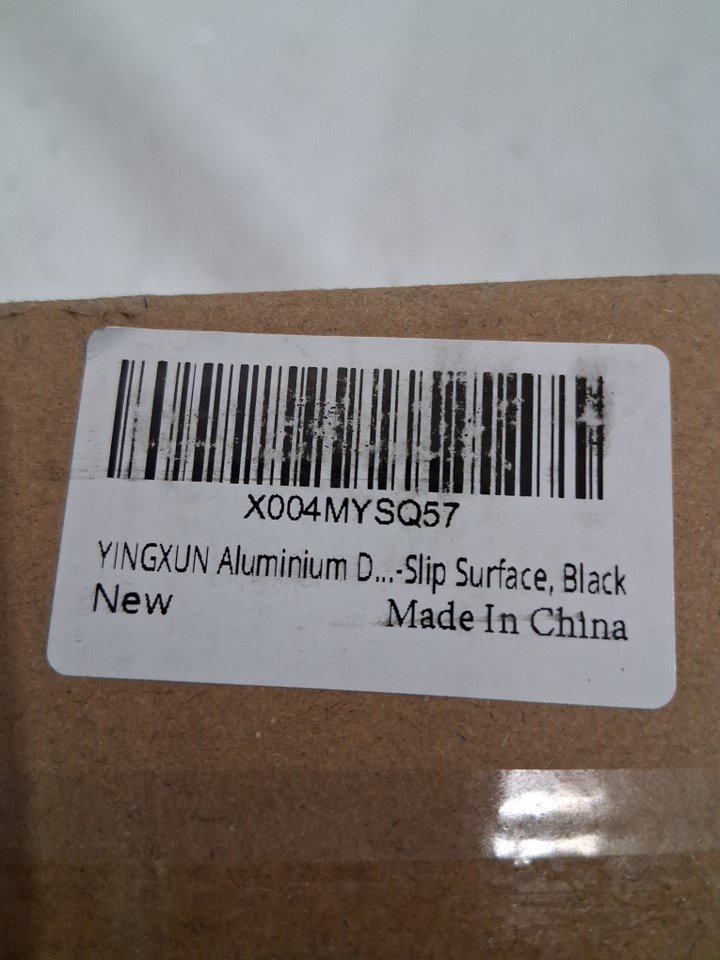 X004MYSQ57
YINGXUN Aluminium D...-Slip Surface, Black
New Made In China